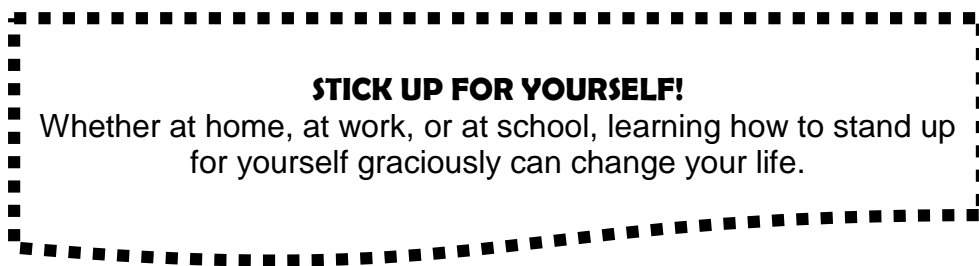 STICK UP FOR YOURSELF!
Whether at home, at work, or at school, learning how to stand up
for yourself graciously can change your life.